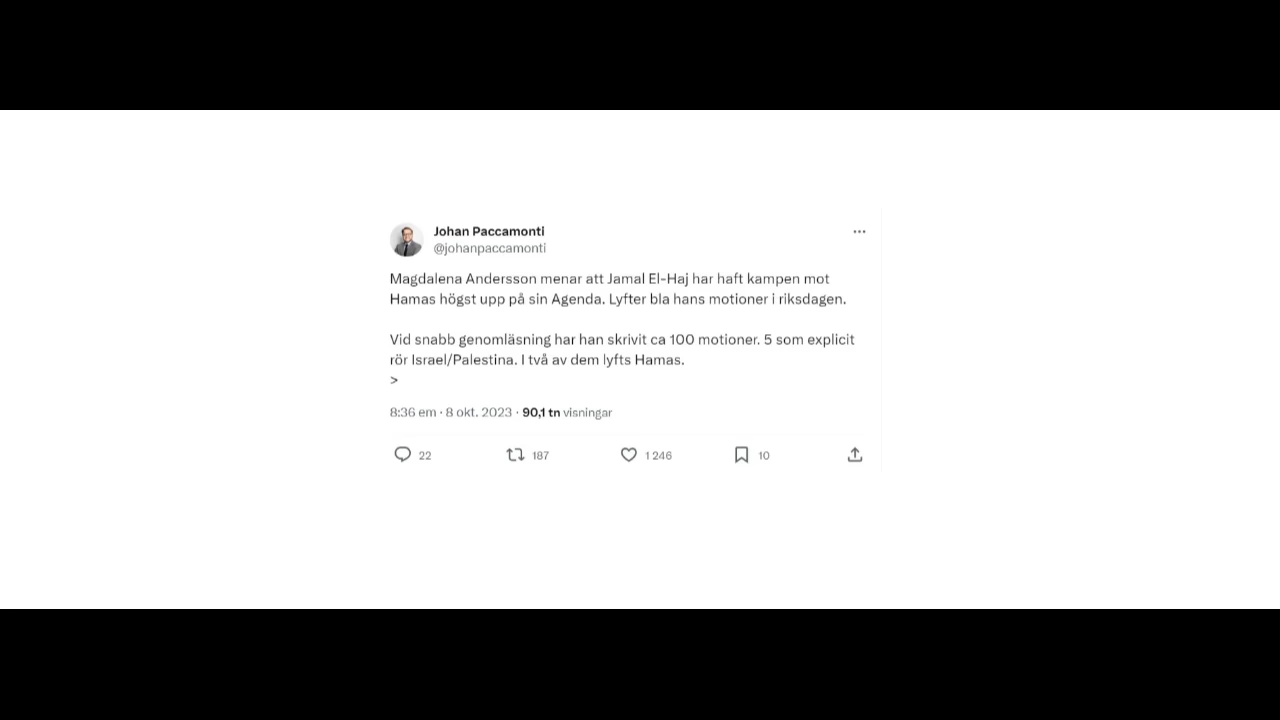 Johan Paccamonti
@johanpaccamonti
Magdalena Andersson menar att Jamal El-Haj har haft kampen mot
Hamas högst upp på sin Agenda. Lyfter bla hans motioner i riksdagen.
Vid snabb genomläsning har han skrivit ca 100 motioner. 5 som explicit
rör Israel/Palestina. I två av dem lyfts Hamas.
>
8:36 em · 8 okt. 2023 · 90,1 tn visningar
22 187 1 246 10